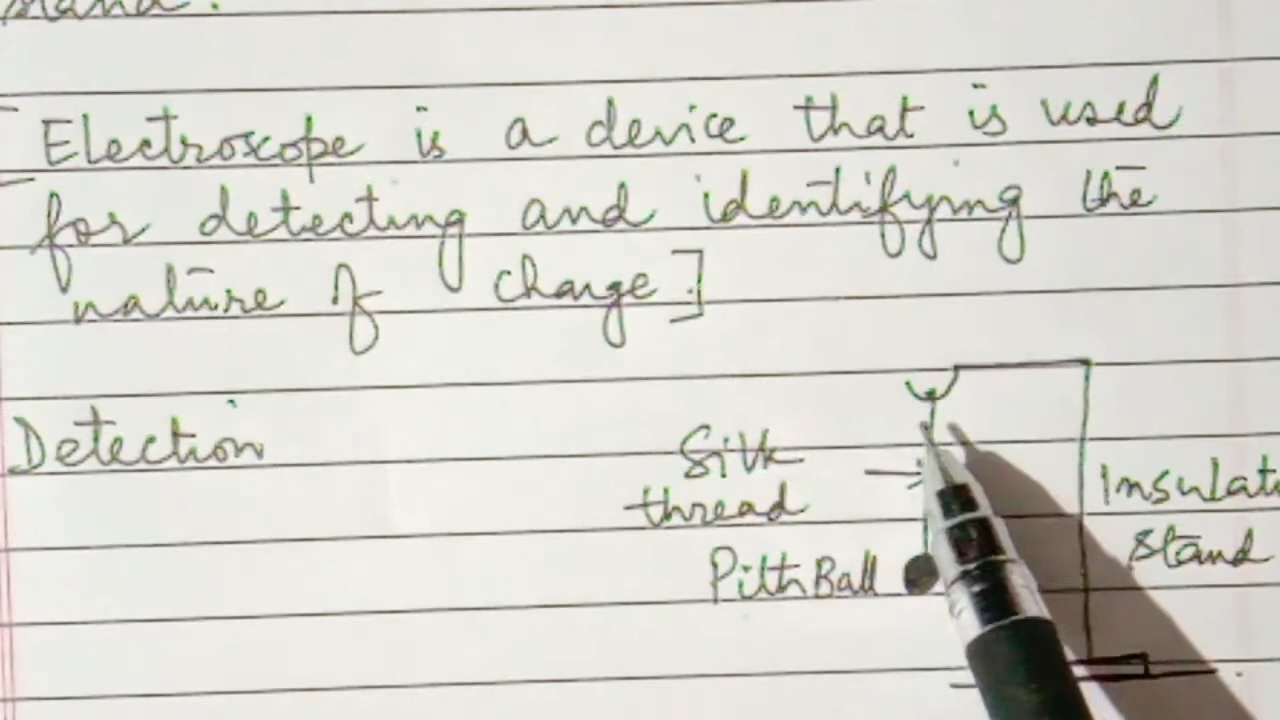 Electroscope is a device that is used
for detecting and identifying the
nature of change.]
Detection
Silk
thread
Insulat
stand
Pith Ball